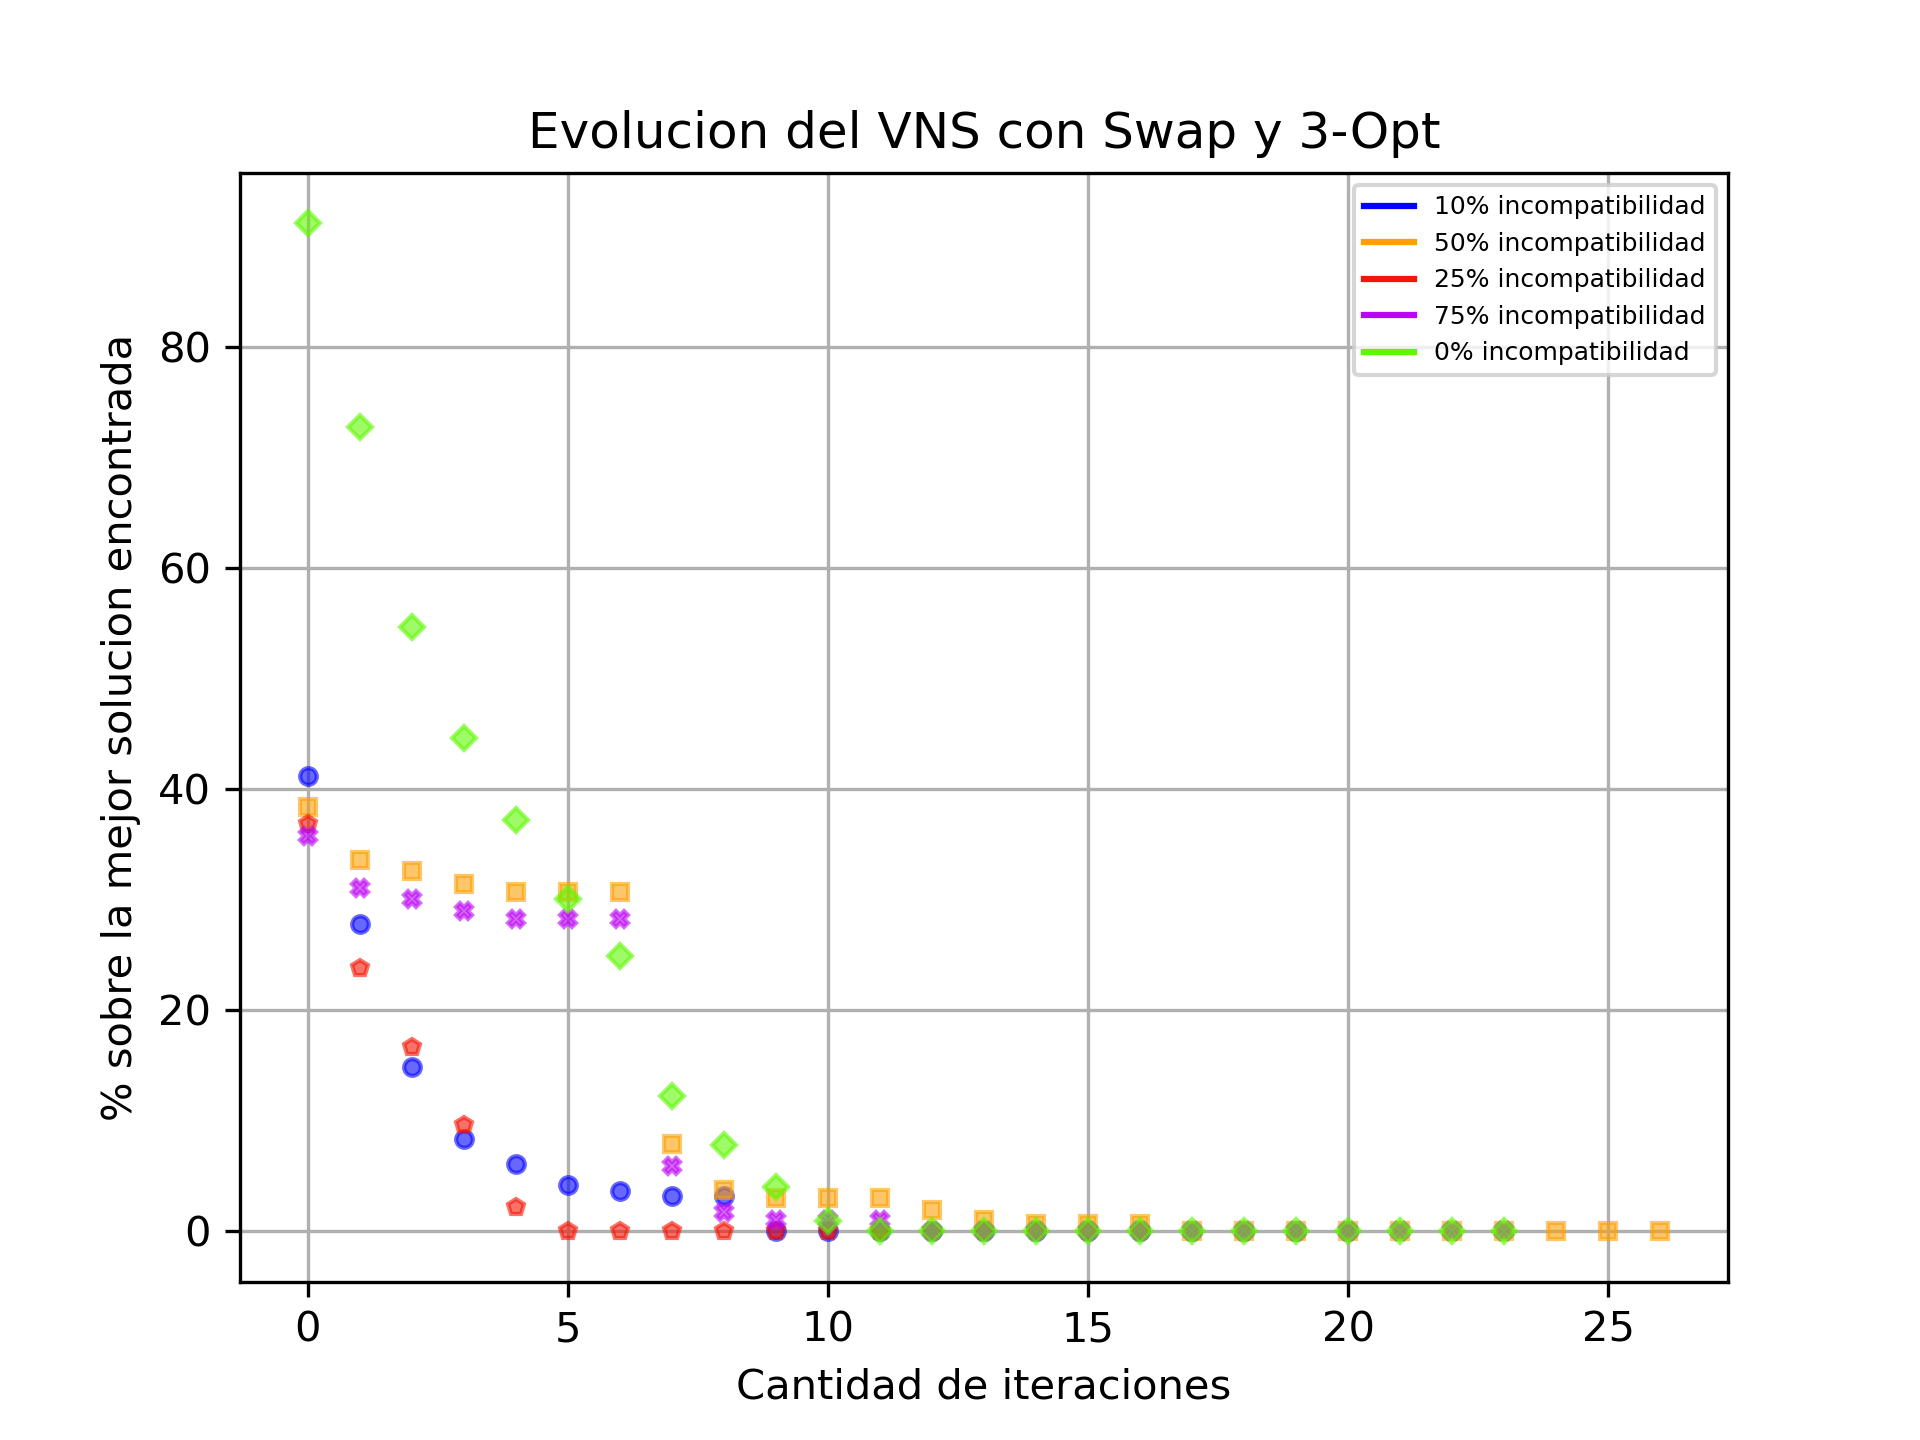 Evolucion del VNS con Swap y 3-Opt
10% incompatibilidad
50% incompatibilidad
25% incompatibilidad
75% incompatibilidad
0% incompatibilidad
% sobre la mejor solucion encontrada
80
60
40
20
0
0 5 10 15 20 25
Cantidad de iteraciones